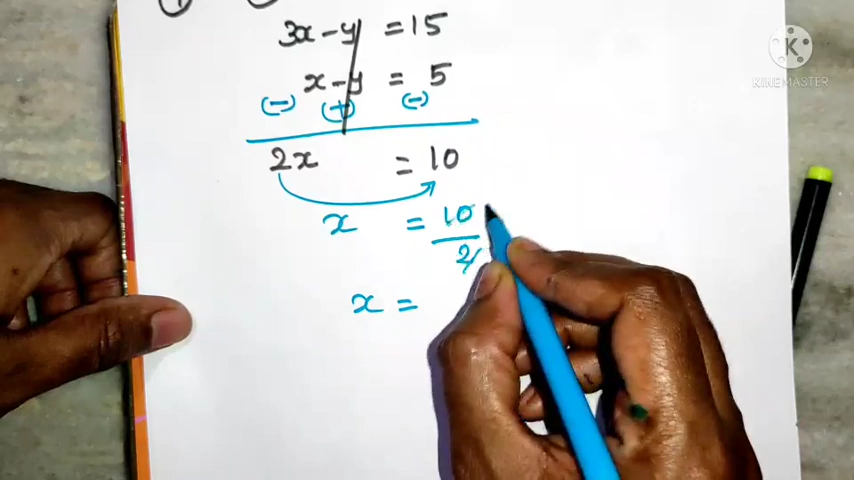 3x - y = 15
x - y = 5
(-) (+) (-)
2x = 10
x = 10/2
x =
K
KINEMASTER